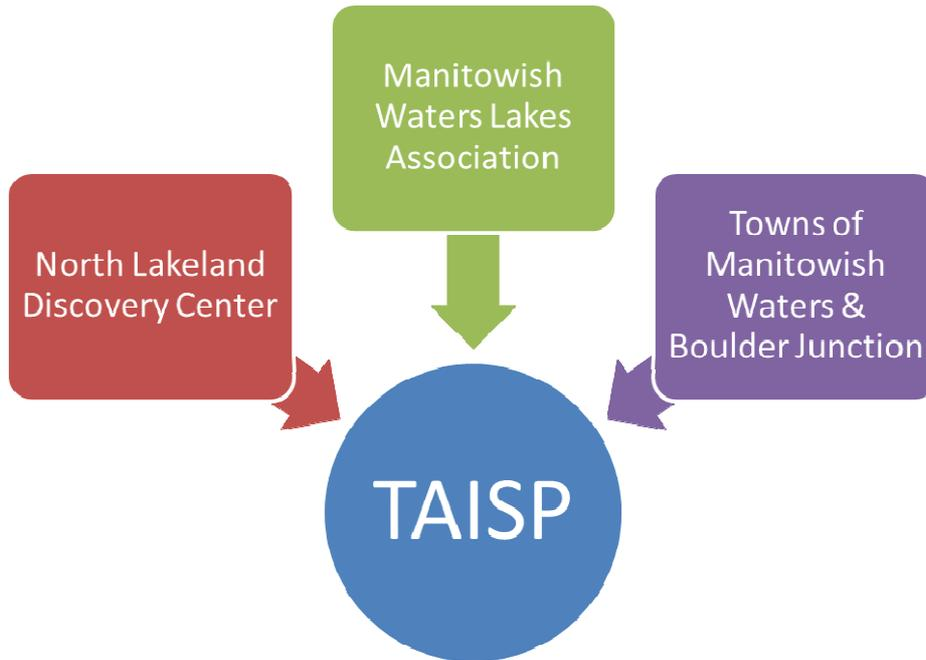 Manitowish
Waters Lakes
Association
North Lakeland
Discovery Center
Towns of
Manitowish
Waters &
Boulder Junction
TAISP